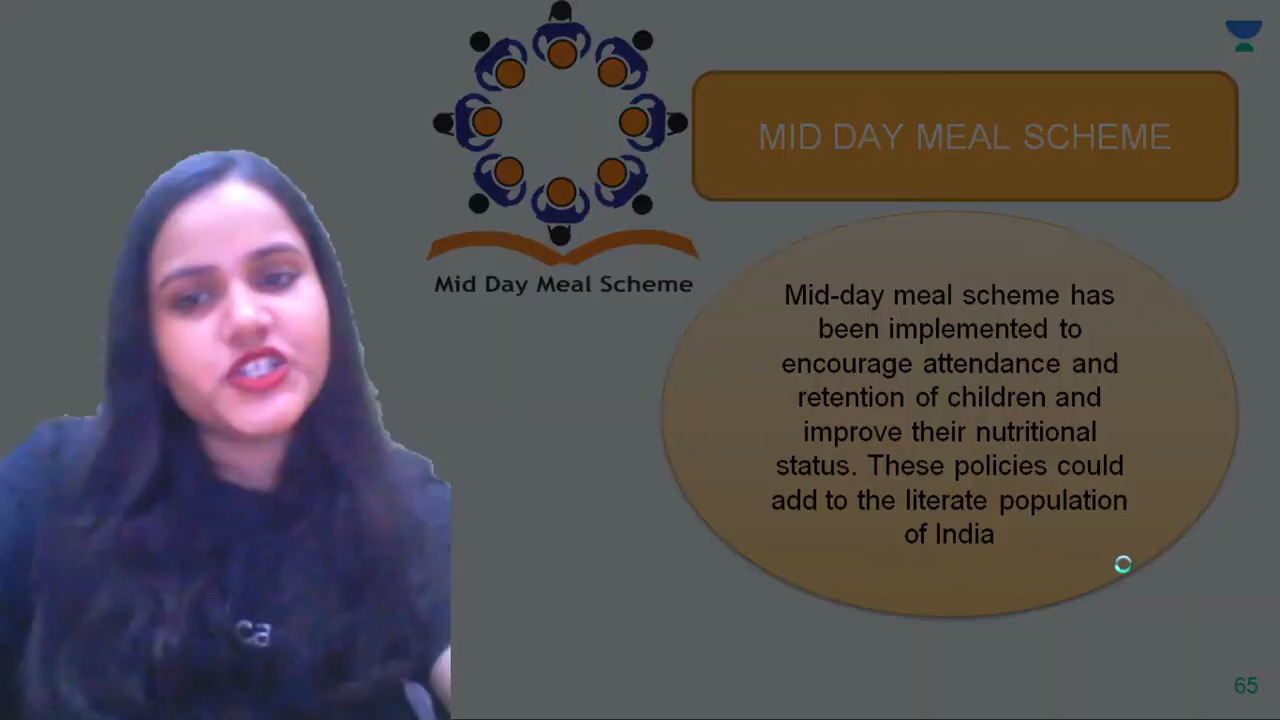 MID DAY MEAL SCHEME
Mid Day Meal Scheme
Mid-day meal scheme has
been implemented to
encourage attendance and
retention of children and
improve their nutritional
status. These policies could
add to the literate population
of India
ca
65